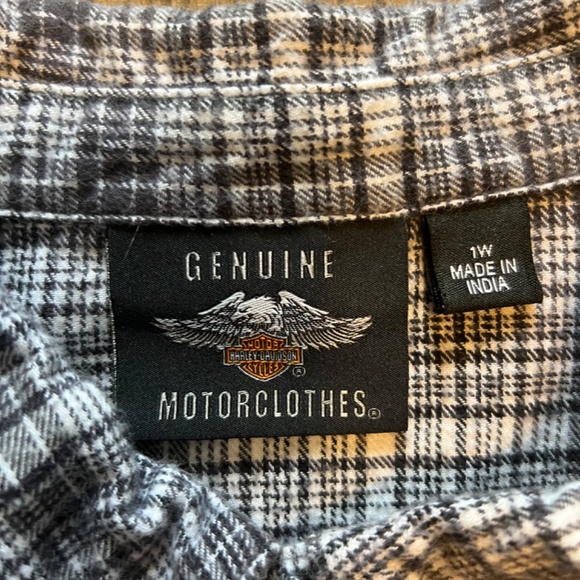 GENUINE
MOTOR
HARLEY-DAVIDSON
CYCLES
®
MOTORCLOTHES®
1W
MADE IN
INDIA